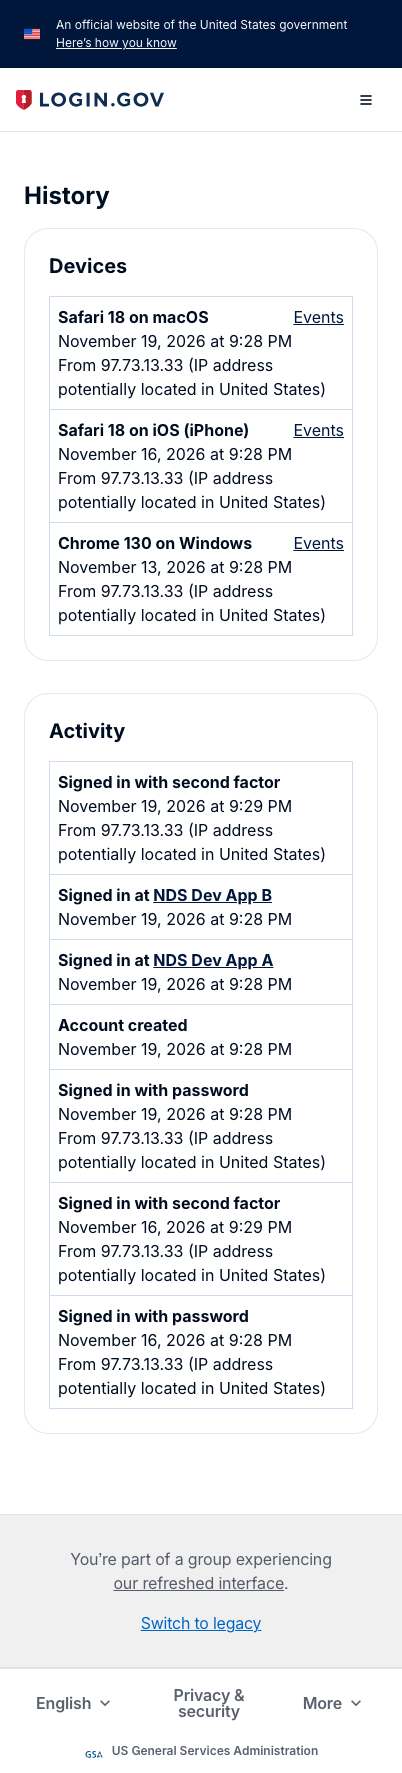 An official website of the United States government
Here’s how you know
LOGIN.GOV
History
Devices
Safari 18 on macOS Events
November 19, 2026 at 9:28 PM
From 97.73.13.33 (IP address
potentially located in United States)
Safari 18 on iOS (iPhone) Events
November 16, 2026 at 9:28 PM
From 97.73.13.33 (IP address
potentially located in United States)
Chrome 130 on Windows Events
November 13, 2026 at 9:28 PM
From 97.73.13.33 (IP address
potentially located in United States)
Activity
Signed in with second factor
November 19, 2026 at 9:29 PM
From 97.73.13.33 (IP address
potentially located in United States)
Signed in at NDS Dev App B
November 19, 2026 at 9:28 PM
Signed in at NDS Dev App A
November 19, 2026 at 9:28 PM
Account created
November 19, 2026 at 9:28 PM
Signed in with password
November 19, 2026 at 9:28 PM
From 97.73.13.33 (IP address
potentially located in United States)
Signed in with second factor
November 16, 2026 at 9:29 PM
From 97.73.13.33 (IP address
potentially located in United States)
Signed in with password
November 16, 2026 at 9:28 PM
From 97.73.13.33 (IP address
potentially located in United States)
You’re part of a group experiencing
our refreshed interface.
Switch to legacy
English
Privacy &
security
More
GSA US General Services Administration